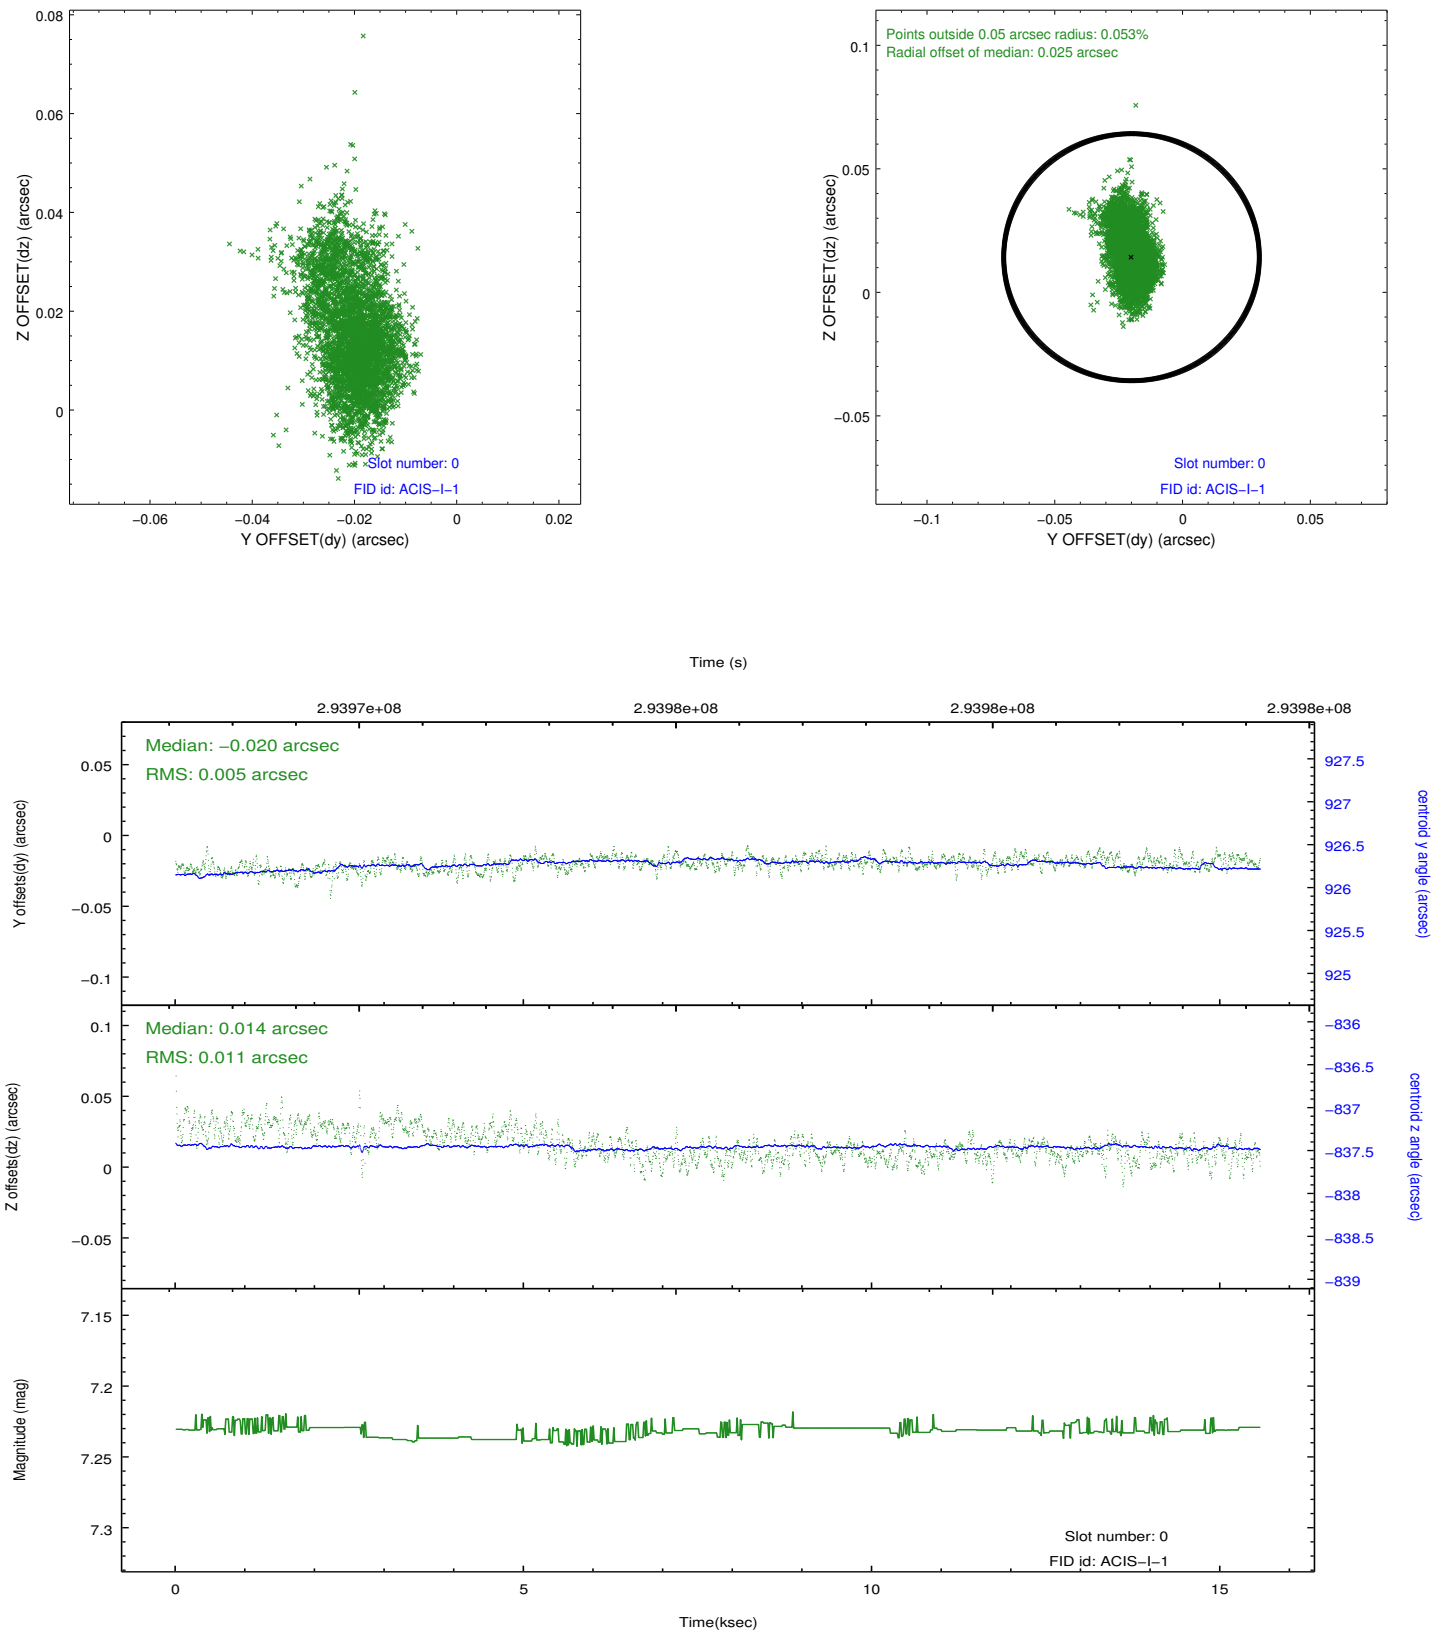 0.08
0.06
0.04
0.02
0
Z OFFSET(dz) (arcsec)
Slot number: 0
FID id: ACIS−I−1
−0.06
−0.04
−0.02
0
0.02
Y OFFSET(dy) (arcsec)
Points outside 0.05 arcsec radius: 0.053%
Radial offset of median: 0.025 arcsec
0.1
0.05
0
−0.05
Z OFFSET(dz) (arcsec)
Slot number: 0
FID id: ACIS−I−1
−0.1
−0.05
0
0.05
Y OFFSET(dy) (arcsec)
Time (s)
2.9397e+08
2.9398e+08
2.9398e+08
2.9398e+08
Median: −0.020 arcsec
RMS: 0.005 arcsec
0.05
0
−0.05
−0.1
Y offsets(dy) (arcsec)
927.5
927
926.5
926
925.5
925
centroid y angle (arcsec)
Median: 0.014 arcsec
RMS: 0.011 arcsec
0.1
0.05
0
−0.05
Z offsets(dz) (arcsec)
−836
−836.5
−837
−837.5
−838
−838.5
−839
centroid z angle (arcsec)
7.15
7.2
7.25
7.3
Magnitude (mag)
Slot number: 0
FID id: ACIS−I−1
0
5
10
15
Time(ksec)